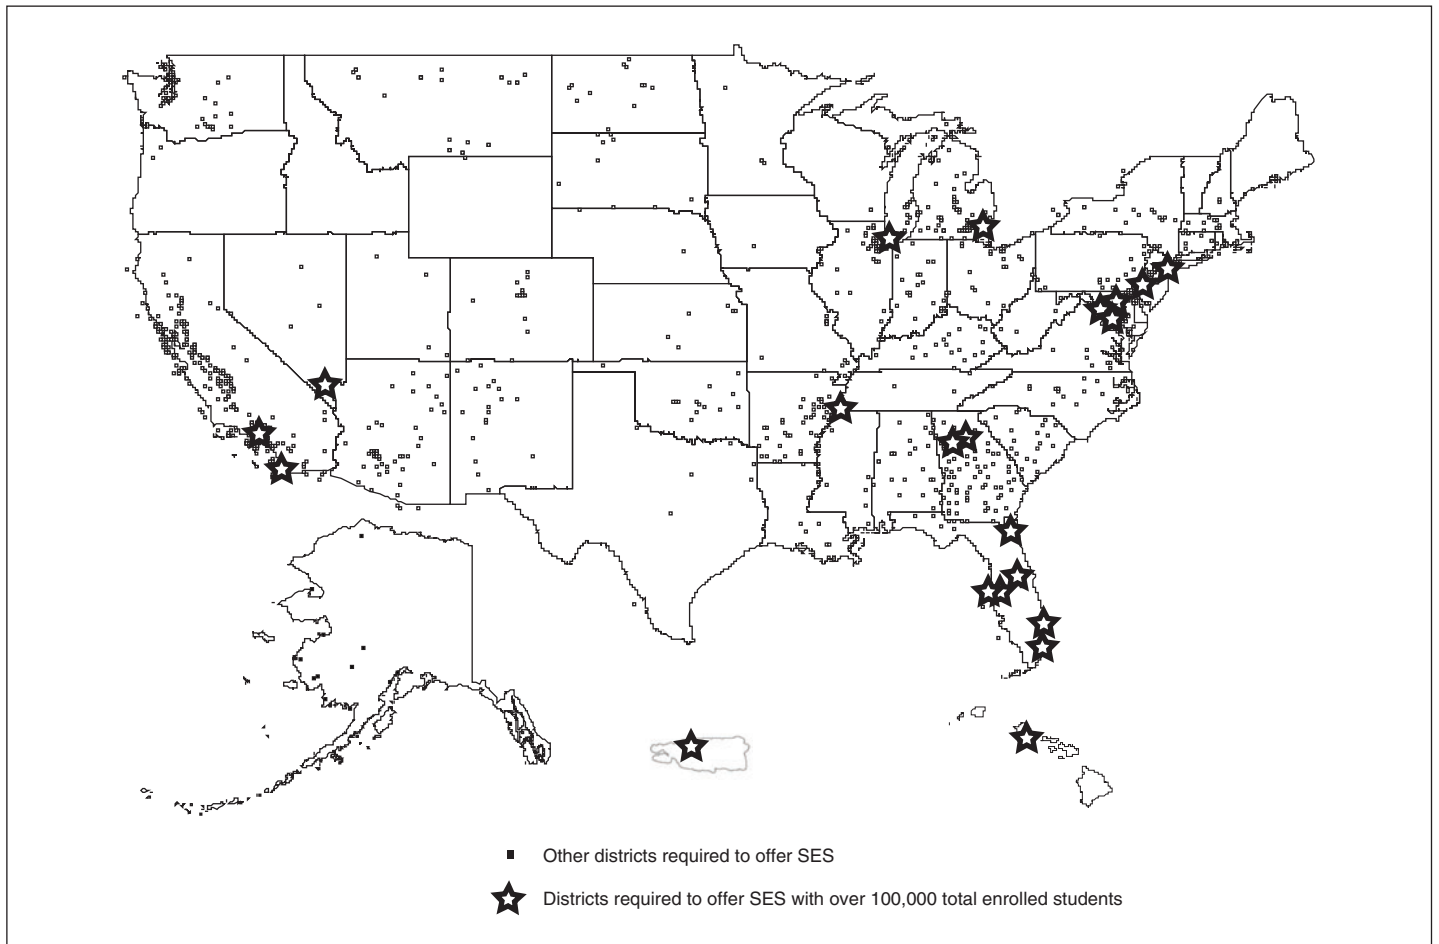 Other districts required to offer SES
Districts required to offer SES with over 100,000 total enrolled students